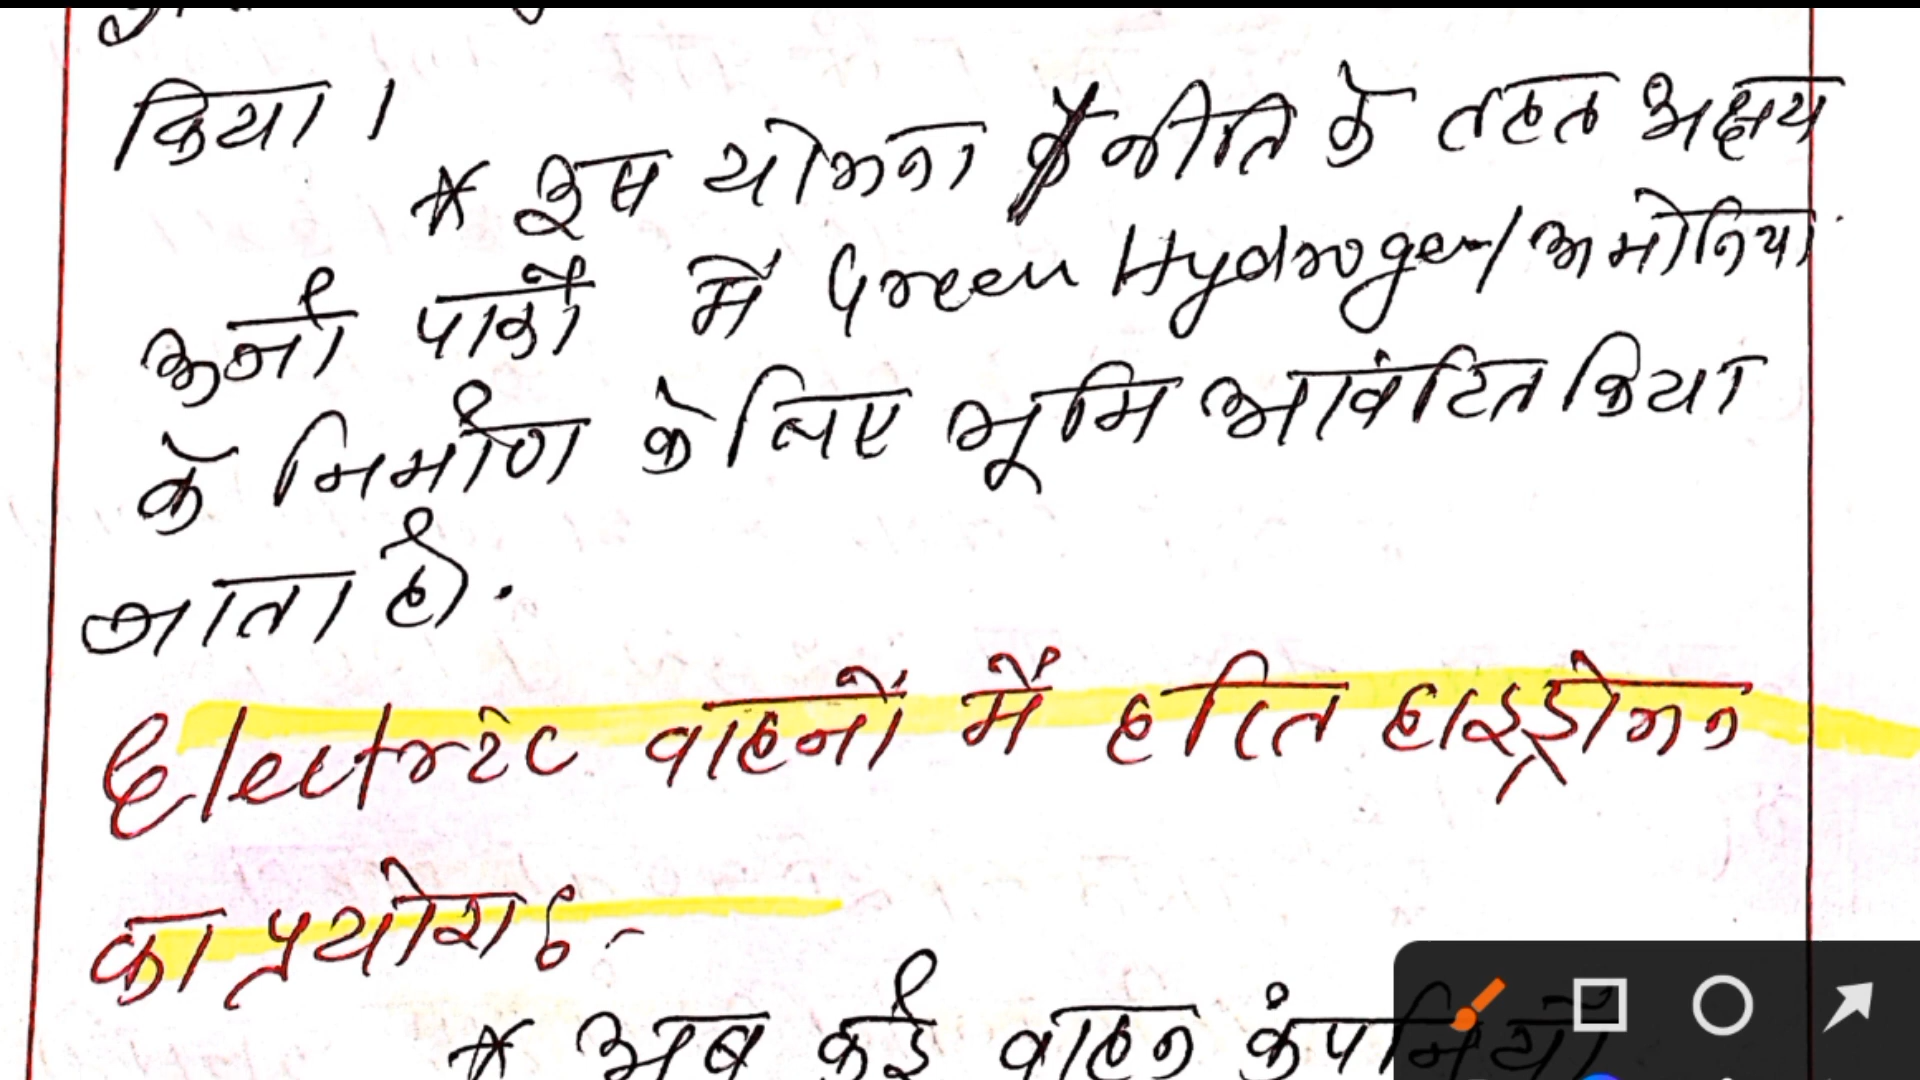 किया।
* इस योजना नीति के तहत अक्षय
ऊर्जा पार्कों में Green Hydrogen/अमोनिया
के निर्माण के लिए भूमि आवंटित किया
जाता है.
Electric वाहनों में हरित हाइड्रोजन
का प्रयोग:-
* अब कई वाहन कंपनियों